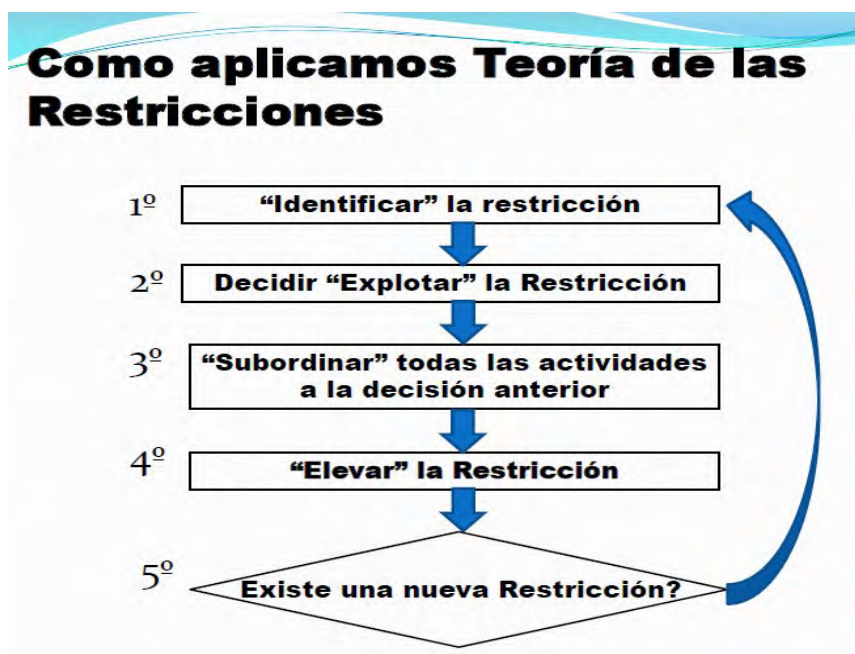 Como aplicamos Teoría de las
Restricciones
1º “Identificar” la restricción
2º Decidir “Explotar” la Restricción
3º “Subordinar” todas las actividades
a la decisión anterior
4º “Elevar” la Restricción
5º Existe una nueva Restricción?